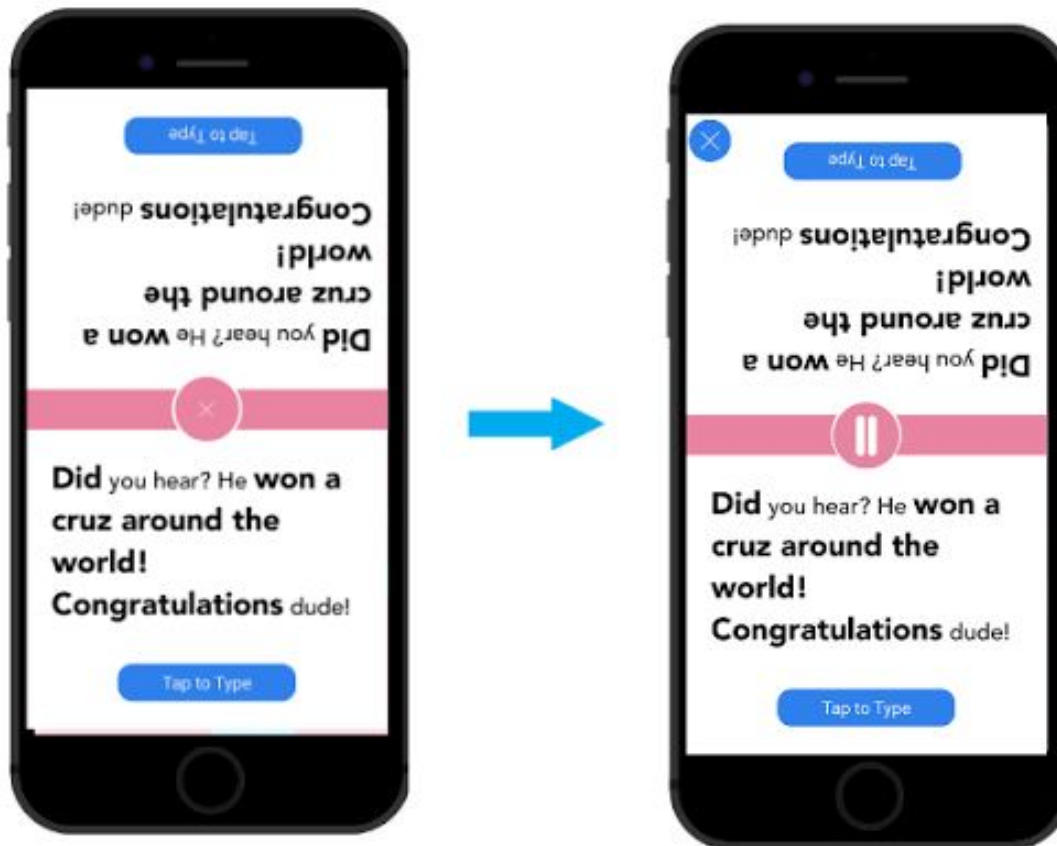 Tap to Type
Did you hear? He won a
cruz around the
world!
Congratulations dude!
Did you hear? He won a
cruz around the
world!
Congratulations dude!
Tap to Type
Tap to Type
Did you hear? He won a
cruz around the
world!
Congratulations dude!
Did you hear? He won a
cruz around the
world!
Congratulations dude!
Tap to Type